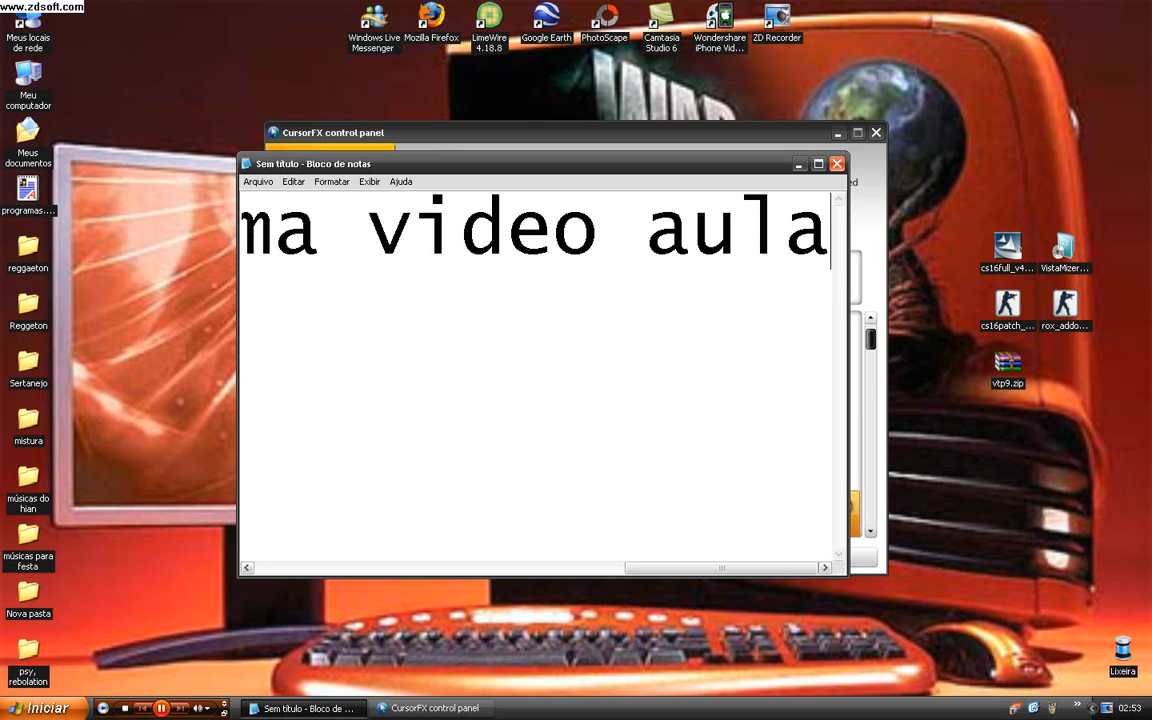 www.zdsoft.com
Meus locais de rede
Meu computador
Meus documentos
programas....
reggaeton
Reggeton
Sertanejo
mistura
músicas do hian
músicas para festa
Nova pasta
psy, rebolation
Windows Live Messenger
Mozilla Firefox
LimeWire 4.18.8
Google Earth
PhotoScape
Camtasia Studio 6
Wondershare iPhone Vid...
ZD Recorder
CursorFX control panel
Sem título - Bloco de notas
Arquivo Editar Formatar Exibir Ajuda
ma video aula
ed
cs16full_v4...
VistaMizer...
cs16patch_...
rox_addo...
vtp9.zip
Lixeira
Iniciar
Sem título - Bloco de ...
CursorFX control panel
02:53